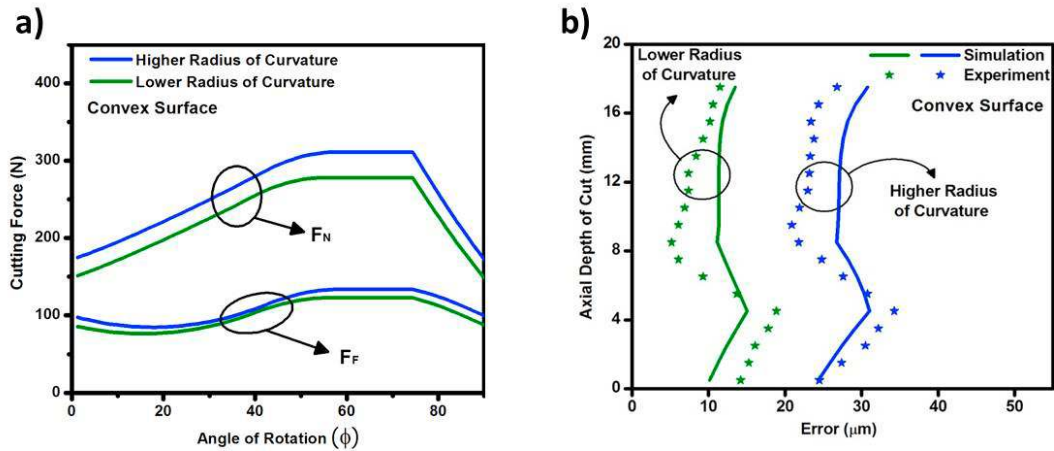 a)
Higher Radius of Curvature
Lower Radius of Curvature
Convex Surface
400
300
200
100
0
0
20
40
60
80
Cutting Force (N)
Angle of Rotation (ϕ)
F_N
F_F
b)
Lower Radius
of Curvature
Simulation
Experiment
Convex Surface
Higher Radius
of Curvature
20
16
12
8
4
0
0
10
20
30
40
50
Axial Depth of Cut (mm)
Error (μm)